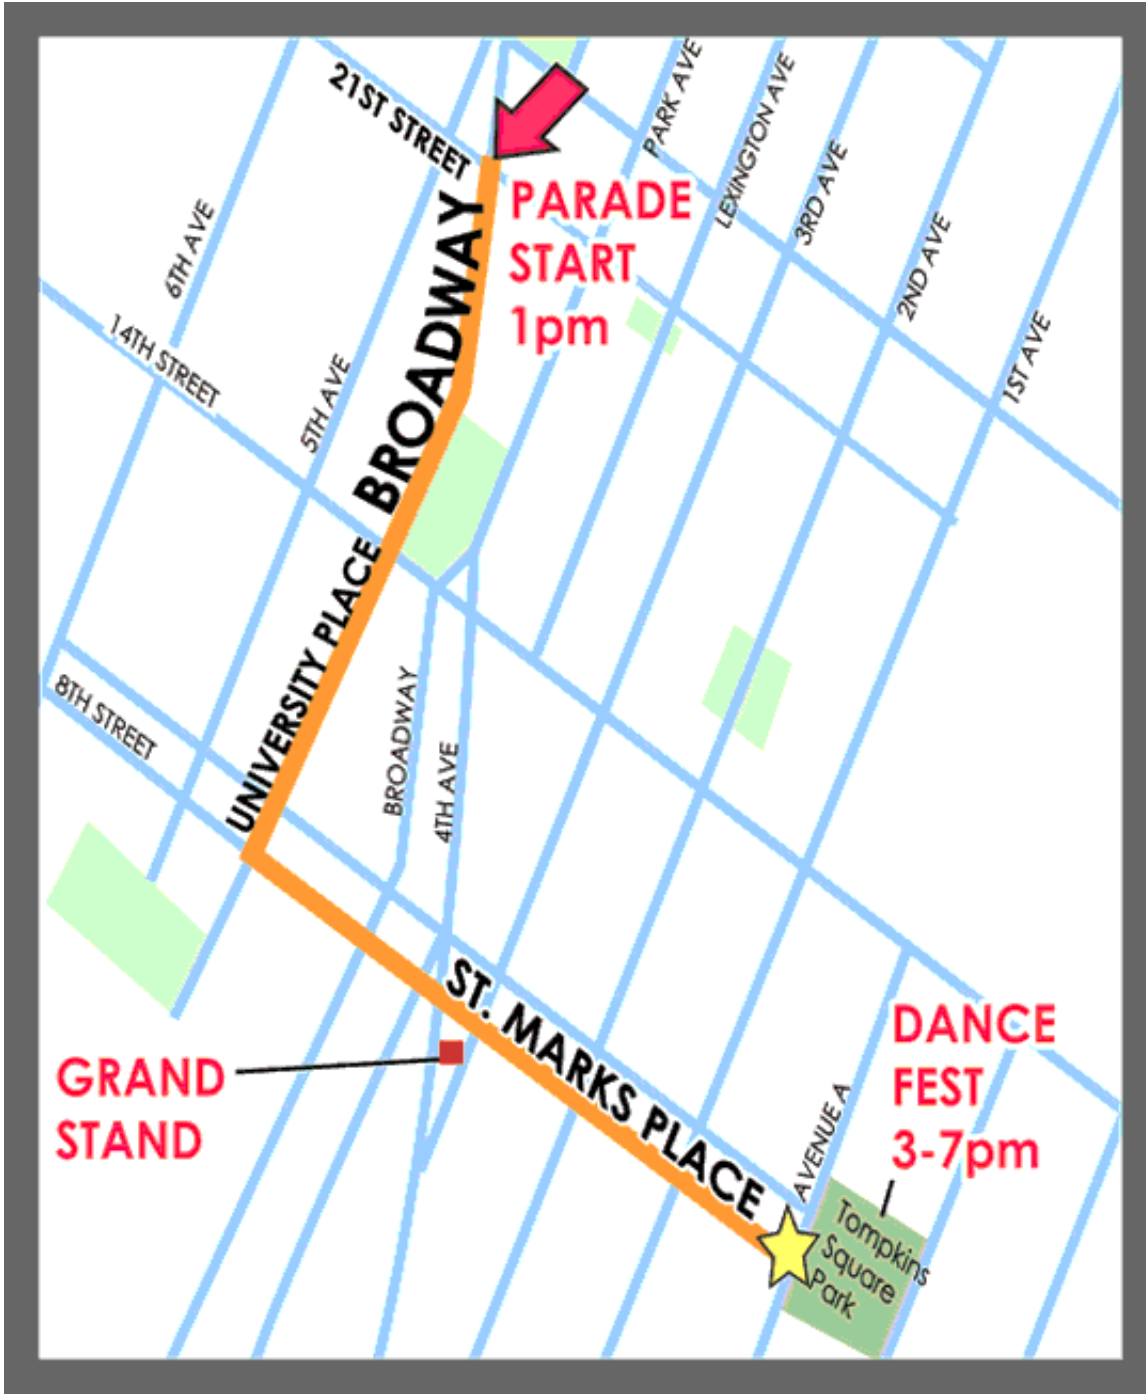 21ST STREET
PARK AVE
LEXINGTON AVE
3RD AVE
6TH AVE
BROADWAY
PARADE
START
1pm
2ND AVE
14TH STREET
5TH AVE
1ST AVE
UNIVERSITY PLACE
8TH STREET
BROADWAY
4TH AVE
ST. MARKS PLACE
GRAND
STAND
DANCE
FEST
3-7pm
AVENUE A
Tompkins
Square
Park